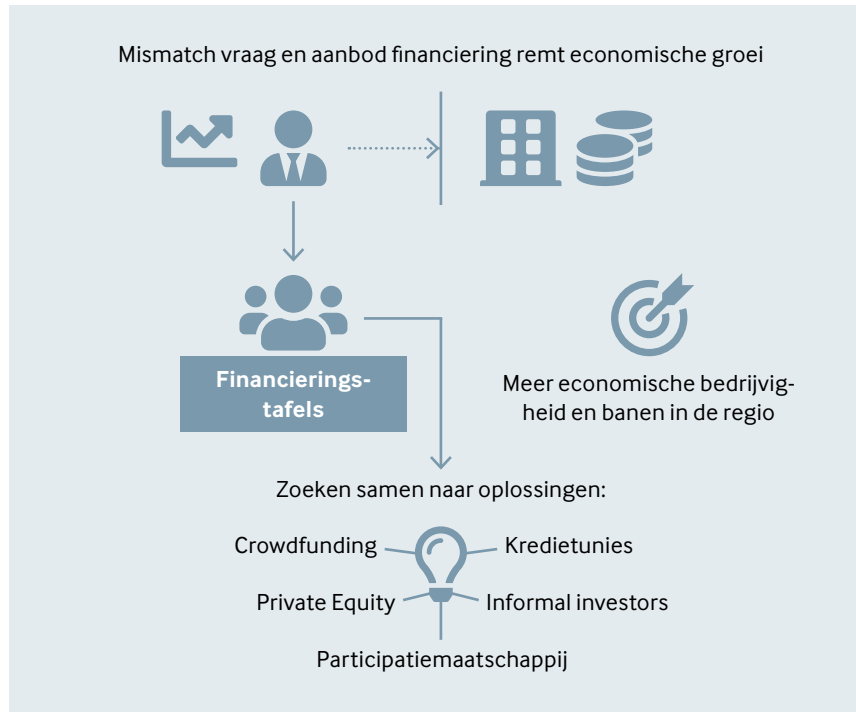 Mismatch vraag en aanbod financiering remt economische groei
Financierings-
tafels
Meer economische bedrijvig-
heid en banen in de regio
Zoeken samen naar oplossingen:
Crowdfunding
Kredietunies
Private Equity
Informal investors
Participatiemaatschappij